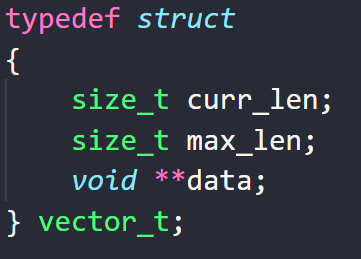 typedef struct
{
    size_t curr_len;
    size_t max_len;
    void **data;
} vector_t;